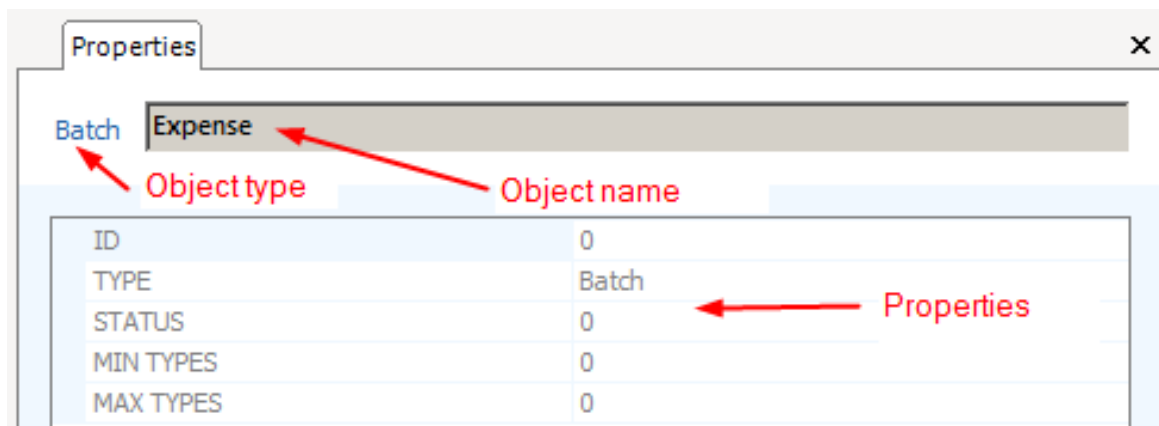 Properties
Batch Expense
Object type Object name
ID 0
TYPE Batch
Properties
STATUS 0
MIN TYPES 0
MAX TYPES 0